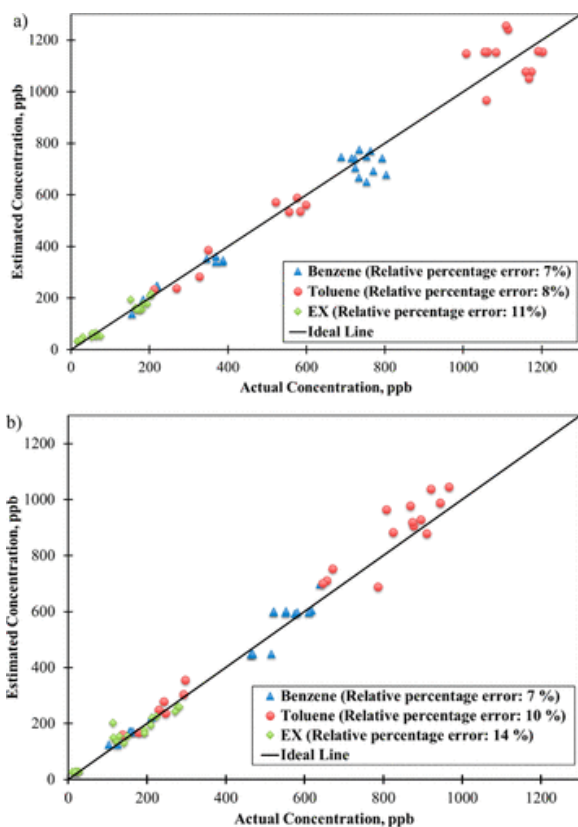 a)
1200
1000
800
600
400
200
0
0 200 400 600 800 1000 1200
Estimated Concentration, ppb
Actual Concentration, ppb
Benzene (Relative percentage error: 7%)
Toluene (Relative percentage error: 8%)
EX (Relative percentage error: 11%)
Ideal Line
b)
1200
1000
800
600
400
200
0
0 200 400 600 800 1000 1200
Estimated Concentration, ppb
Actual Concentration, ppb
Benzene (Relative percentage error: 7 %)
Toluene (Relative percentage error: 10 %)
EX (Relative percentage error: 14 %)
Ideal Line